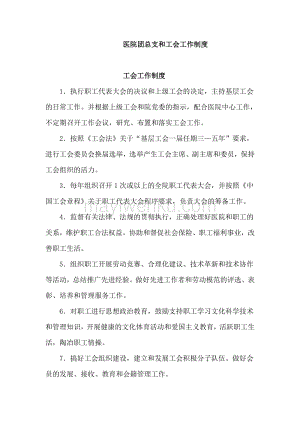 医院团总支和工会工作制度
工会工作制度
1．执行职工代表大会的决议和上级工会的决定，主持基层工会
的日常工作。并根据上级工会和院党委的指示，配合医院中心工作，
不定期召开工作会议，研究、布置和落实工会工作。
2．按照《工会法》关于“基层工会一届任期三—五年”要求，
进行工会委员会换届选举，选举产生工会主席、副主席和委员，保持
工会组织的活力。
3．每年组织召开1次或以上的全院职工代表大会，并按照《中
国工会章程》关于职工代表大会程序要求，负责大会的筹备工作。
4．监督有关法律、法规的贯彻执行，正确处理好医院和职工的
关系，维护职工合法权益，协助和督促社会保险、职工福利事业，改
善职工生活。
5．组织职工开展劳动竞赛、合理化建议、技术革新和技术协作
等活动，总结推广先进经验，做好先进工作者和劳动模范的评选、表
彰、培养和管理服务工作。
6．对职工进行思想政治教育，鼓励支持职工学习文化科学技术
和管理知识，开展健康的文化体育活动和爱国主义教育，活跃职工生
活，陶冶职工情操。
7．搞好工会组织建设，建立和发展工会积极分子队伍，做好会
员的发展、接收、教育和会籍管理工作。